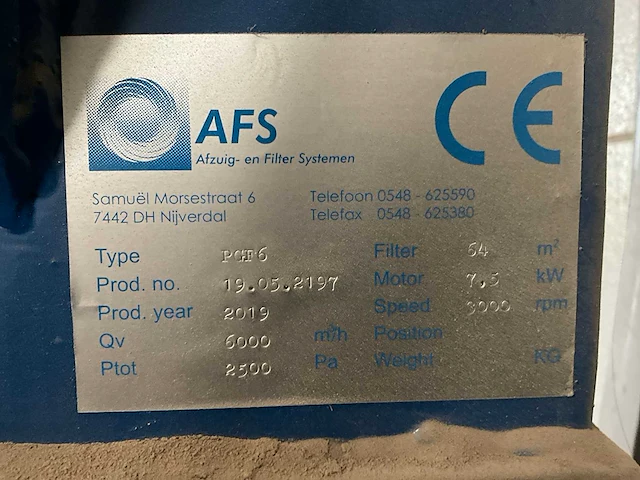 AFS
Afzuig- en Filter Systemen
CE
Samuël Morsestraat 6 Telefoon 0548 - 625590
7442 DH Nijverdal Telefax 0548 - 625380
Type PCF6 Filter 54 m²
Prod. no. 19.05.2197 Motor 7.5 kW
Prod. year 2019 Speed 3000 rpm
Qv 6000 m³/h Position
Ptot 2500 Pa Weight KG